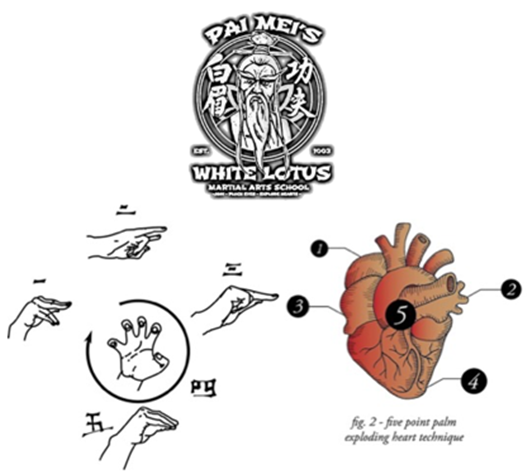 PAI MEI'S
白眉 功夫
EST. 1003
WHITE LOTUS
MARTIAL ARTS SCHOOL
二
一
三
四
五
1
2
3
5
4
fig. 2 - five point palm
exploding heart technique